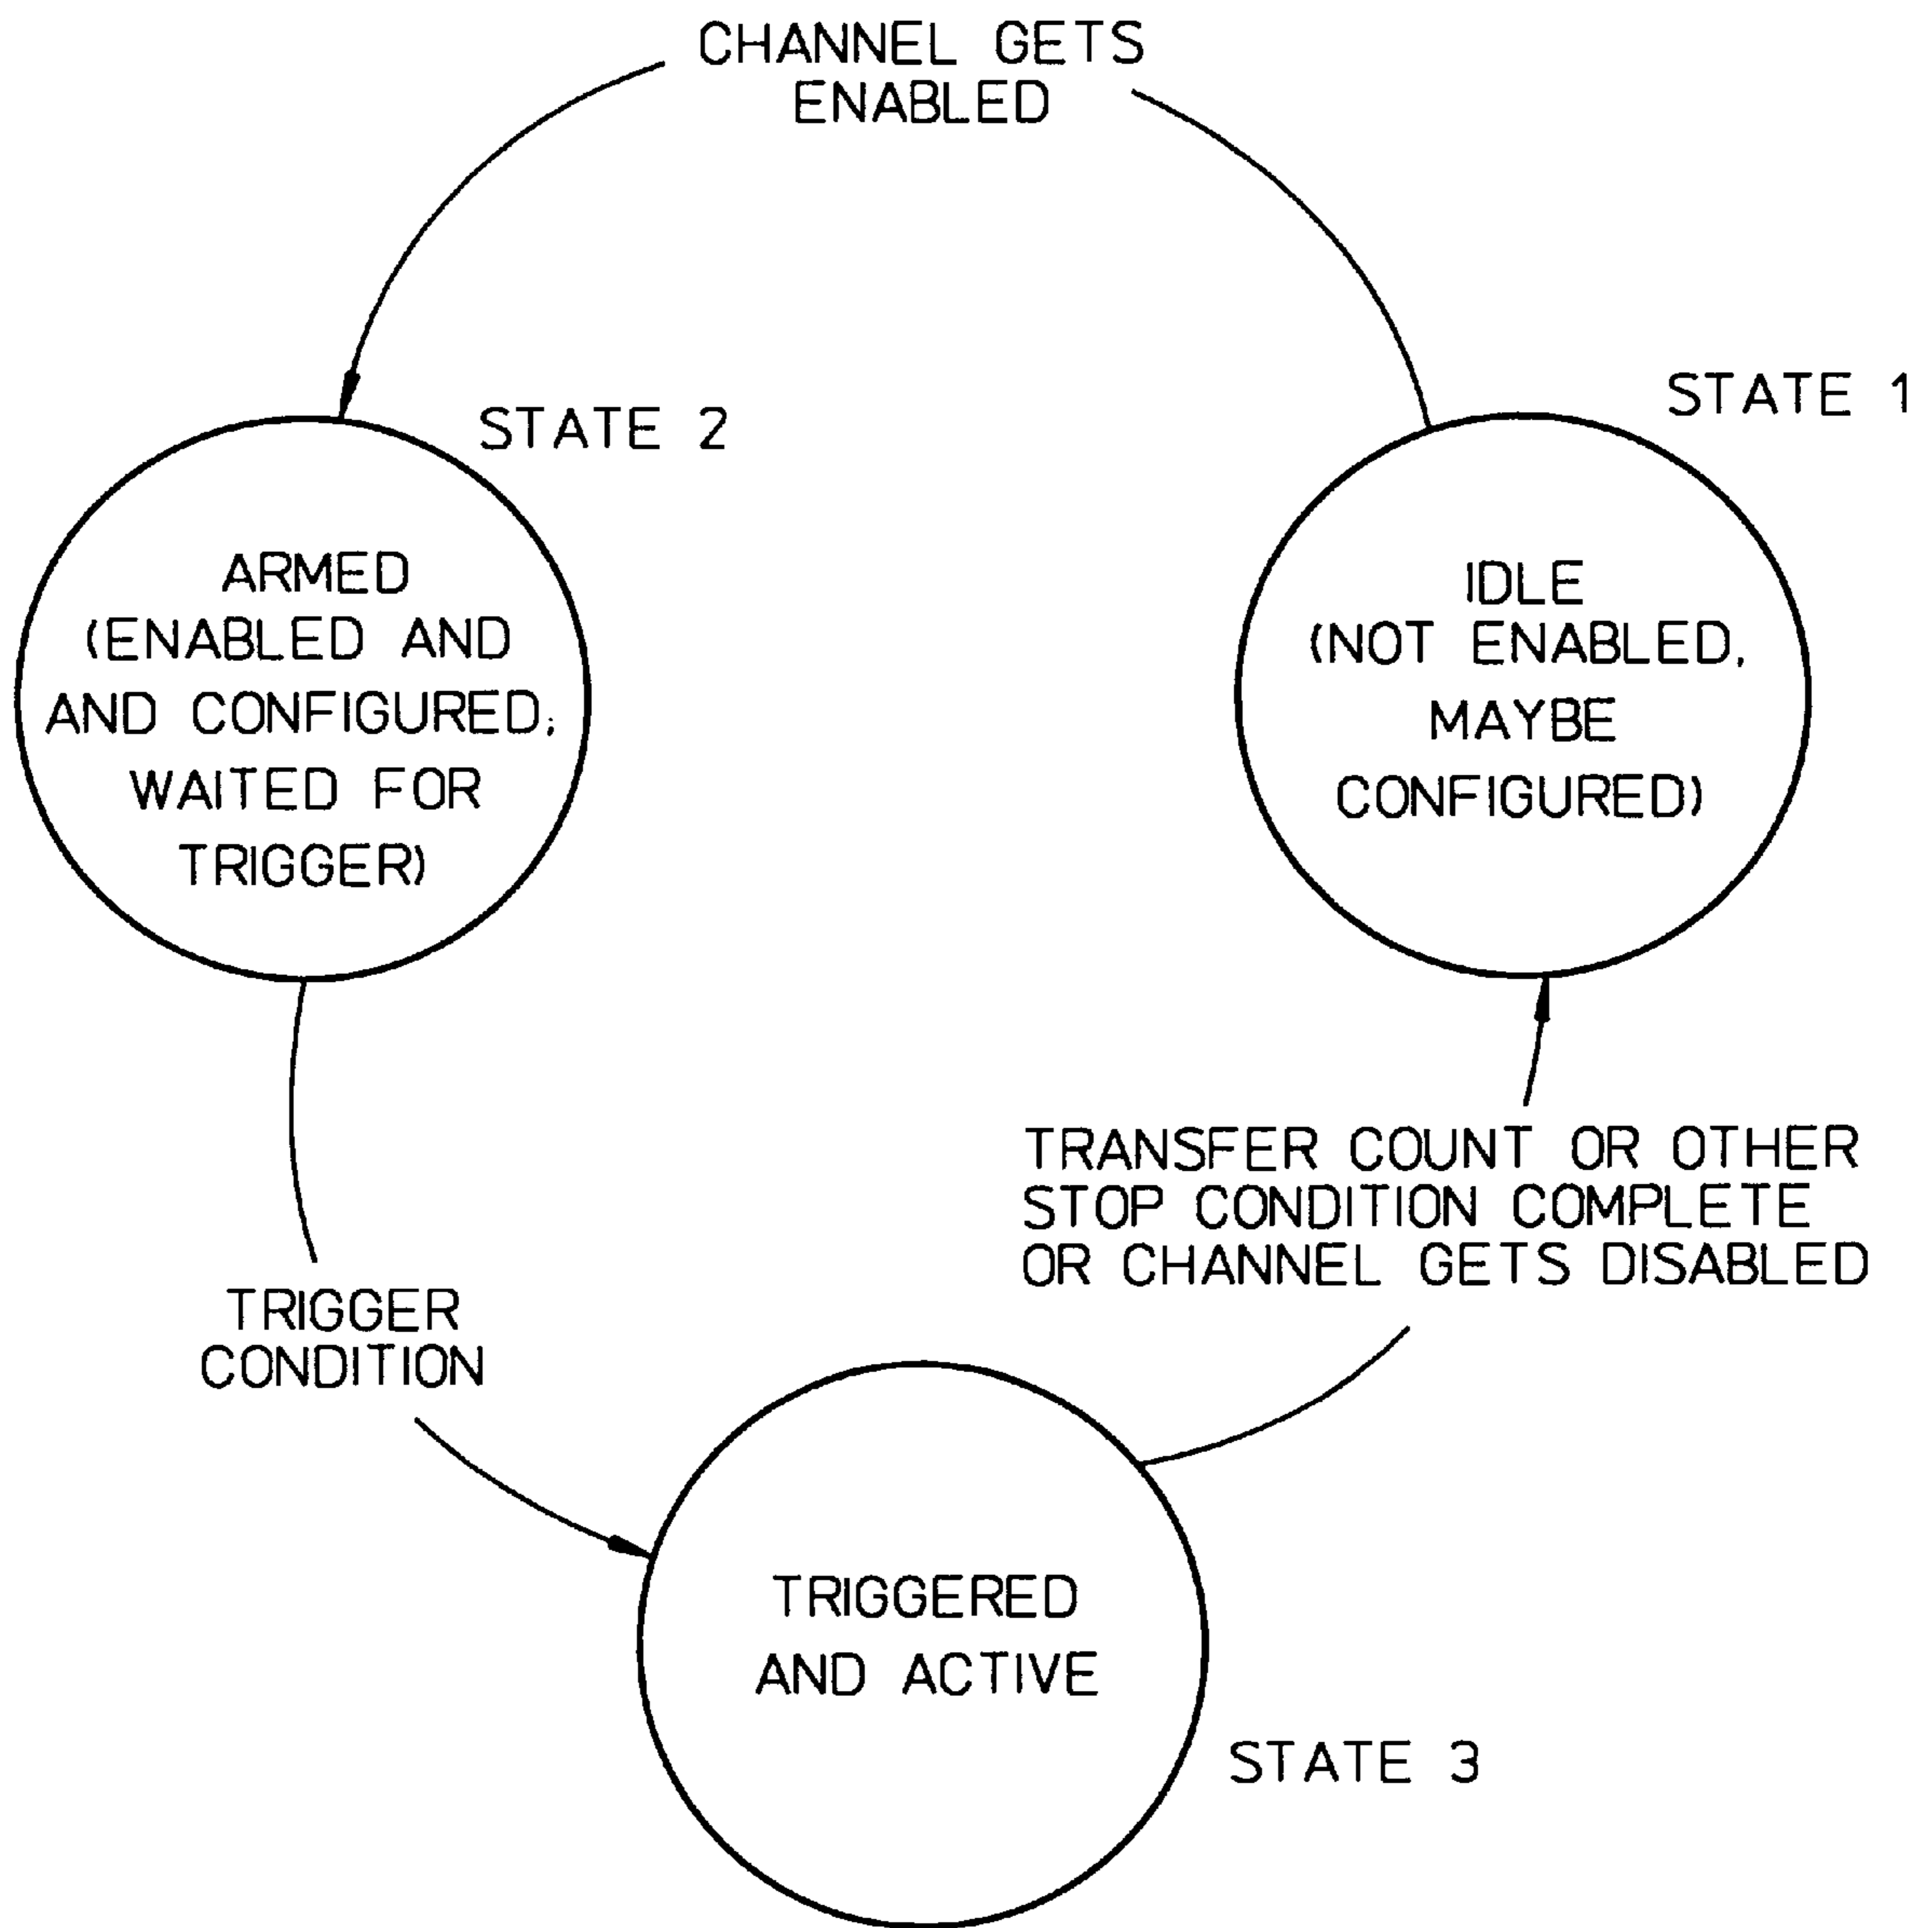 CHANNEL GETS
ENABLED
STATE 1
STATE 2
ARMED
(ENABLED AND
AND CONFIGURED;
WAITED FOR
TRIGGER)
IDLE
(NOT ENABLED,
MAYBE
CONFIGURED)
TRANSFER COUNT OR OTHER
STOP CONDITION COMPLETE
OR CHANNEL GETS DISABLED
TRIGGER
CONDITION
TRIGGERED
AND ACTIVE
STATE 3